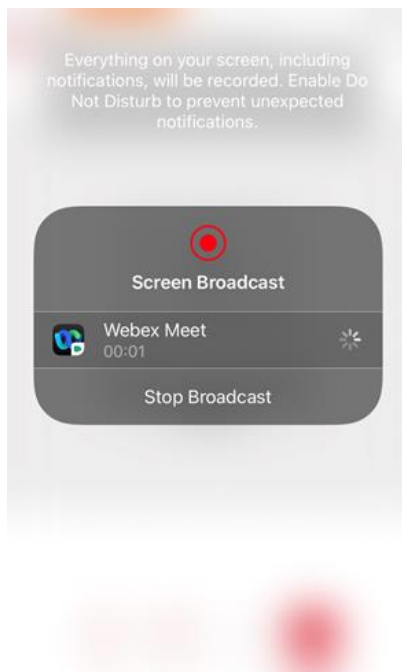 Everything on your screen, including
notifications, will be recorded. Enable Do
Not Disturb to prevent unexpected
notifications.
Screen Broadcast
Webex Meet
00:01
Stop Broadcast